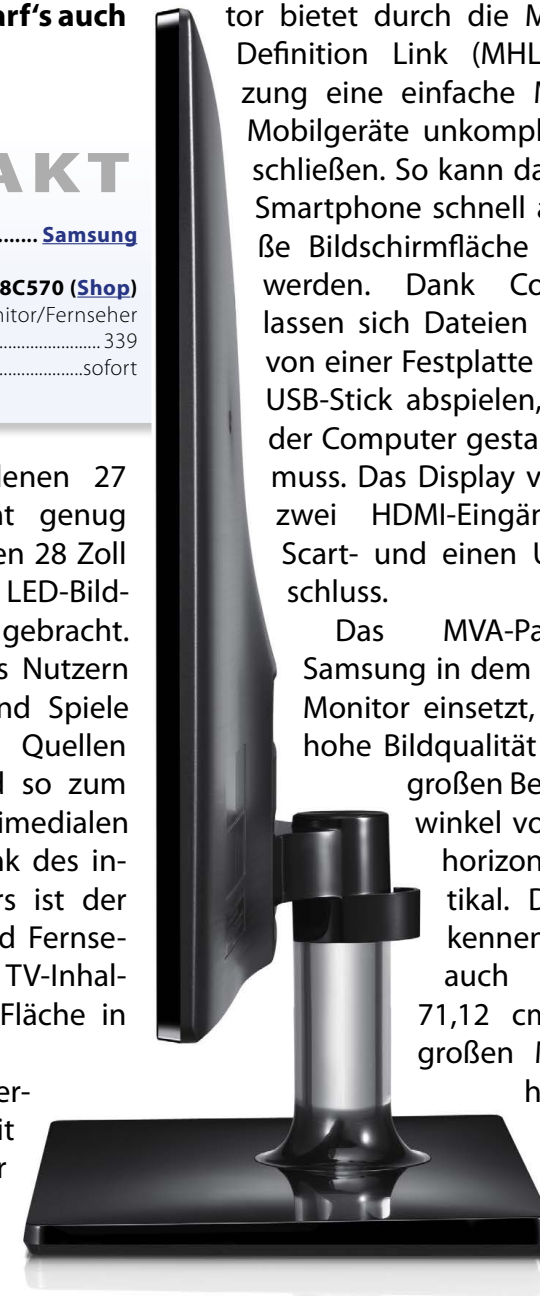 arf‘s auch
AKT
....... Samsung
8C570 (Shop)
nitor/Fernseher
339
sofort
denen 27
nt genug
en 28 Zoll
LED-Bild-
gebracht.
s Nutzern
nd Spiele
Quellen
d so zum
imedialen
nk des in-
rs ist der
d Fernse-
TV-Inhal-
Fläche in
er-
it
r
tor bietet durch die M
Definition Link (MHL
zung eine einfache M
Mobilgeräte unkompl
schließen. So kann da
Smartphone schnell a
ße Bildschirmfläche
werden. Dank Co
lassen sich Dateien
von einer Festplatte
USB-Stick abspielen,
der Computer gesta
muss. Das Display v
zwei HDMI-Eingän
Scart- und einen U
schluss.
Das MVA-Pa
Samsung in dem
Monitor einsetzt,
hohe Bildqualität
großen Be
winkel vo
horizon
tikal. D
kennen
auch
71,12 cm
großen M
h